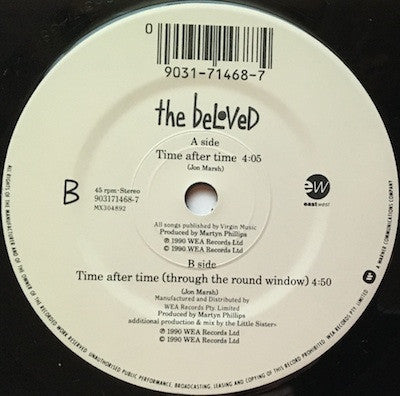 0
9031-71468-7
the beLoVeD
A side
Time after time 4:05
(Jon Marsh)
B
45 rpm·Stereo
903171468-7
MX304892
ew
eastwest
All songs published by Virgin Music
Produced by Martyn Phillips
℗ 1990 WEA Records Ltd
© 1990 WEA Records Ltd
B side
Time after time (through the round window) 4:50
(Jon Marsh)
Manufactured and Distributed by
WEA Records Pty. Limited
Produced by Martyn Phillips
additional production & mix by the Little Sister
℗ 1990 WEA Records Ltd
© 1990 WEA Records Ltd
ALL RIGHTS OF THE MANUFACTURER AND OF THE OWNER OF THE RECORDED WORK RESERVED. UNAUTHORISED PUBLIC PERFORMANCE, BROADCASTING, LEASING AND COPYING OF THIS RECORD PROHIBITED. WEA RECORDS PTY. LIMITED
A WARNER COMMUNICATIONS COMPANY